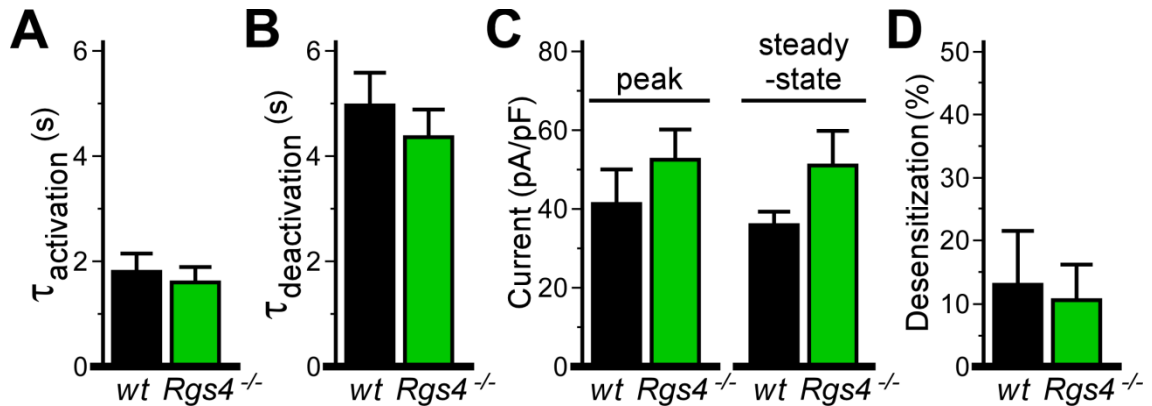 A
τactivation (s)
6
4
2
0
wt Rgs4 -/-
B
τdeactivation (s)
6
4
2
0
wt Rgs4 -/-
C
Current (pA/pF)
80
60
40
20
0
peak
steady
-state
wt Rgs4 -/-
wt Rgs4 -/-
D
Desensitization (%)
50
40
30
20
10
0
wt Rgs4 -/-